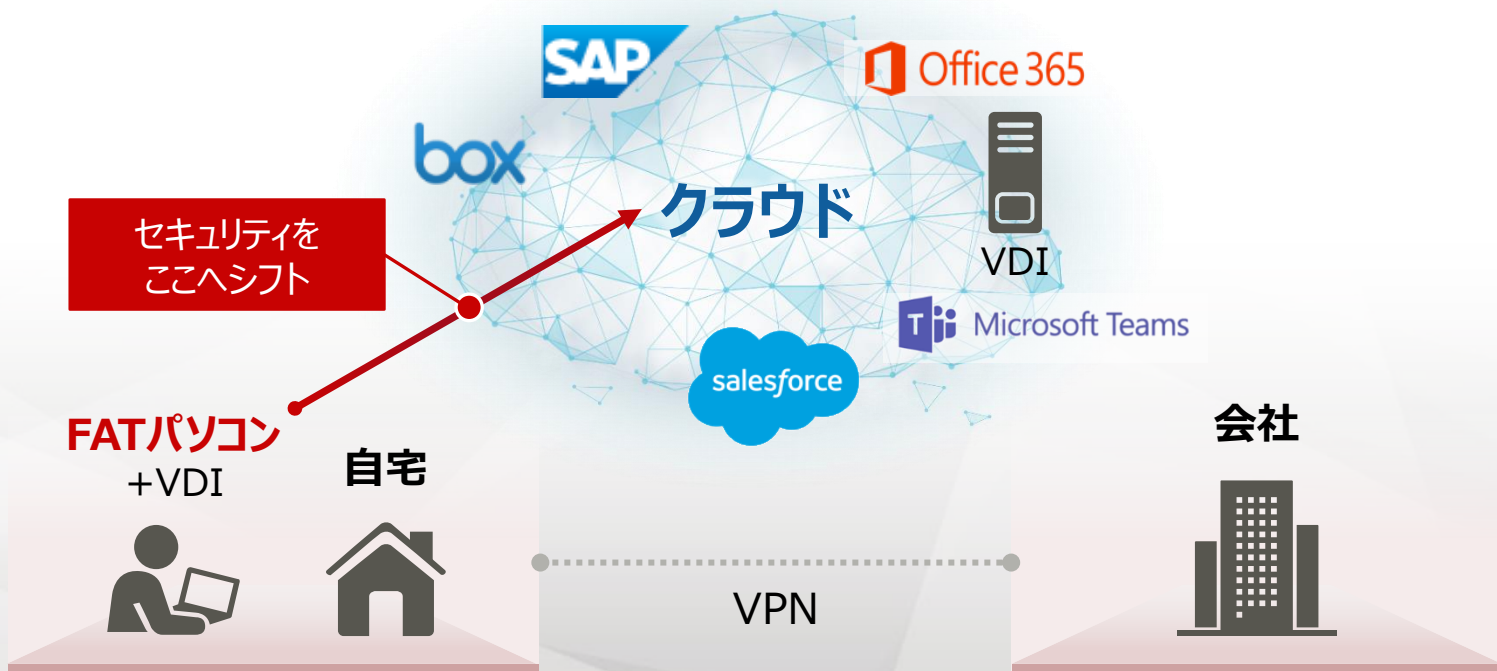 SAP
Office 365
box
クラウド
セキュリティを
ここへシフト
VDI
T
Microsoft Teams
salesforce
FATパソコン
+VDI
自宅
会社
VPN